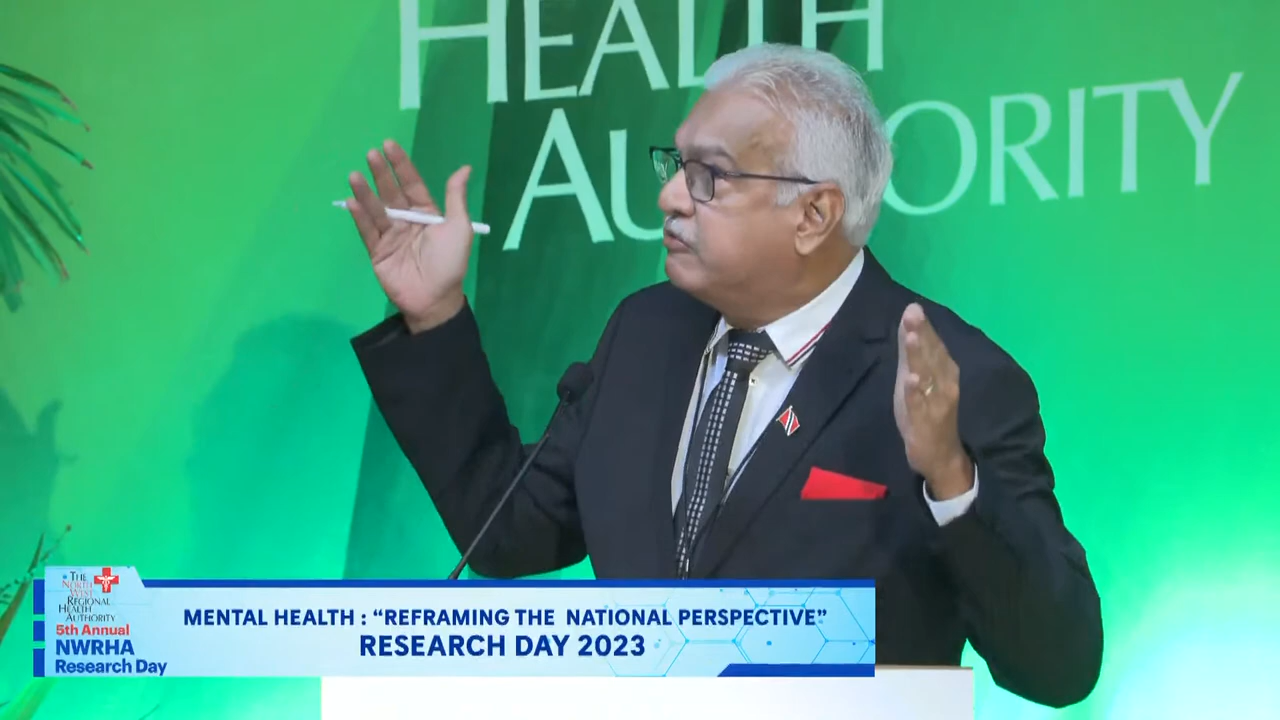 HEALTH
AUTHORITY
THE
NORTH
WEST
REGIONAL
HEALTH
AUTHORITY
5th Annual
NWRHA
Research Day
MENTAL HEALTH : “REFRAMING THE NATIONAL PERSPECTIVE”
RESEARCH DAY 2023